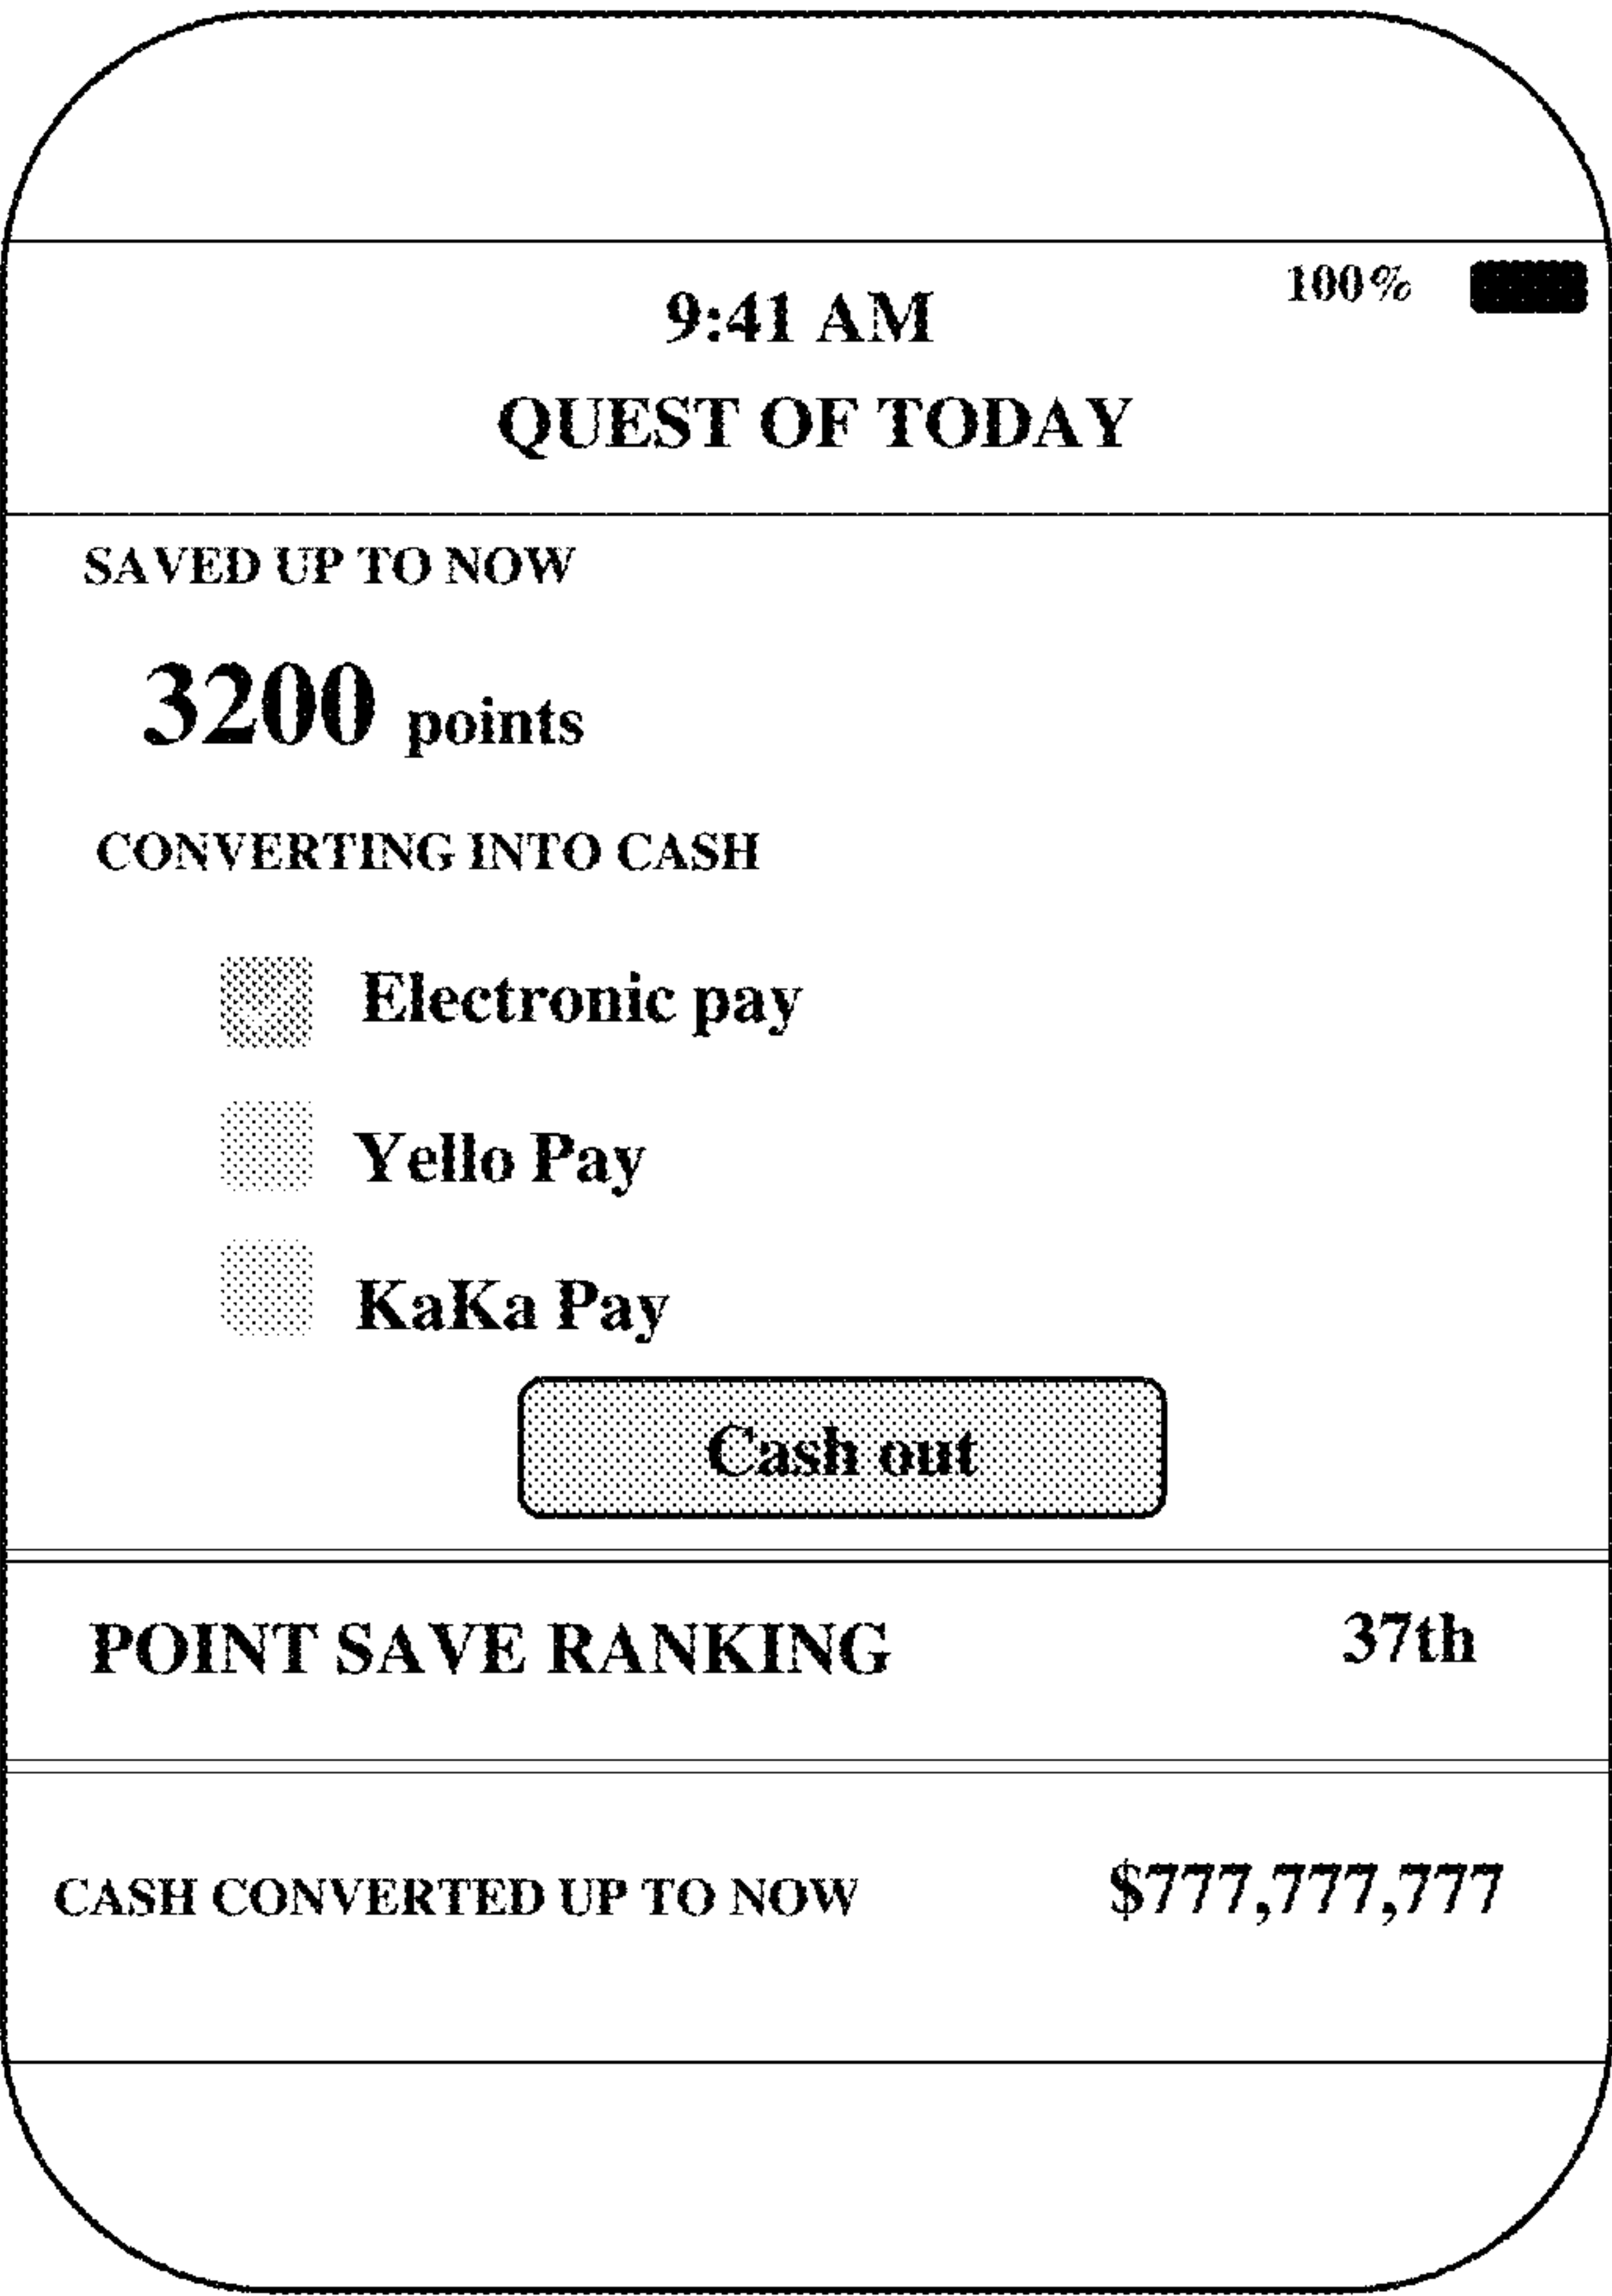 100%
9:41 AM
QUEST OF TODAY
SAVED UP TO NOW
3200 points
CONVERTING INTO CASH
Electronic pay
Yello Pay
KaKa Pay
Cash out
POINT SAVE RANKING 37th
CASH CONVERTED UP TO NOW $777,777,777